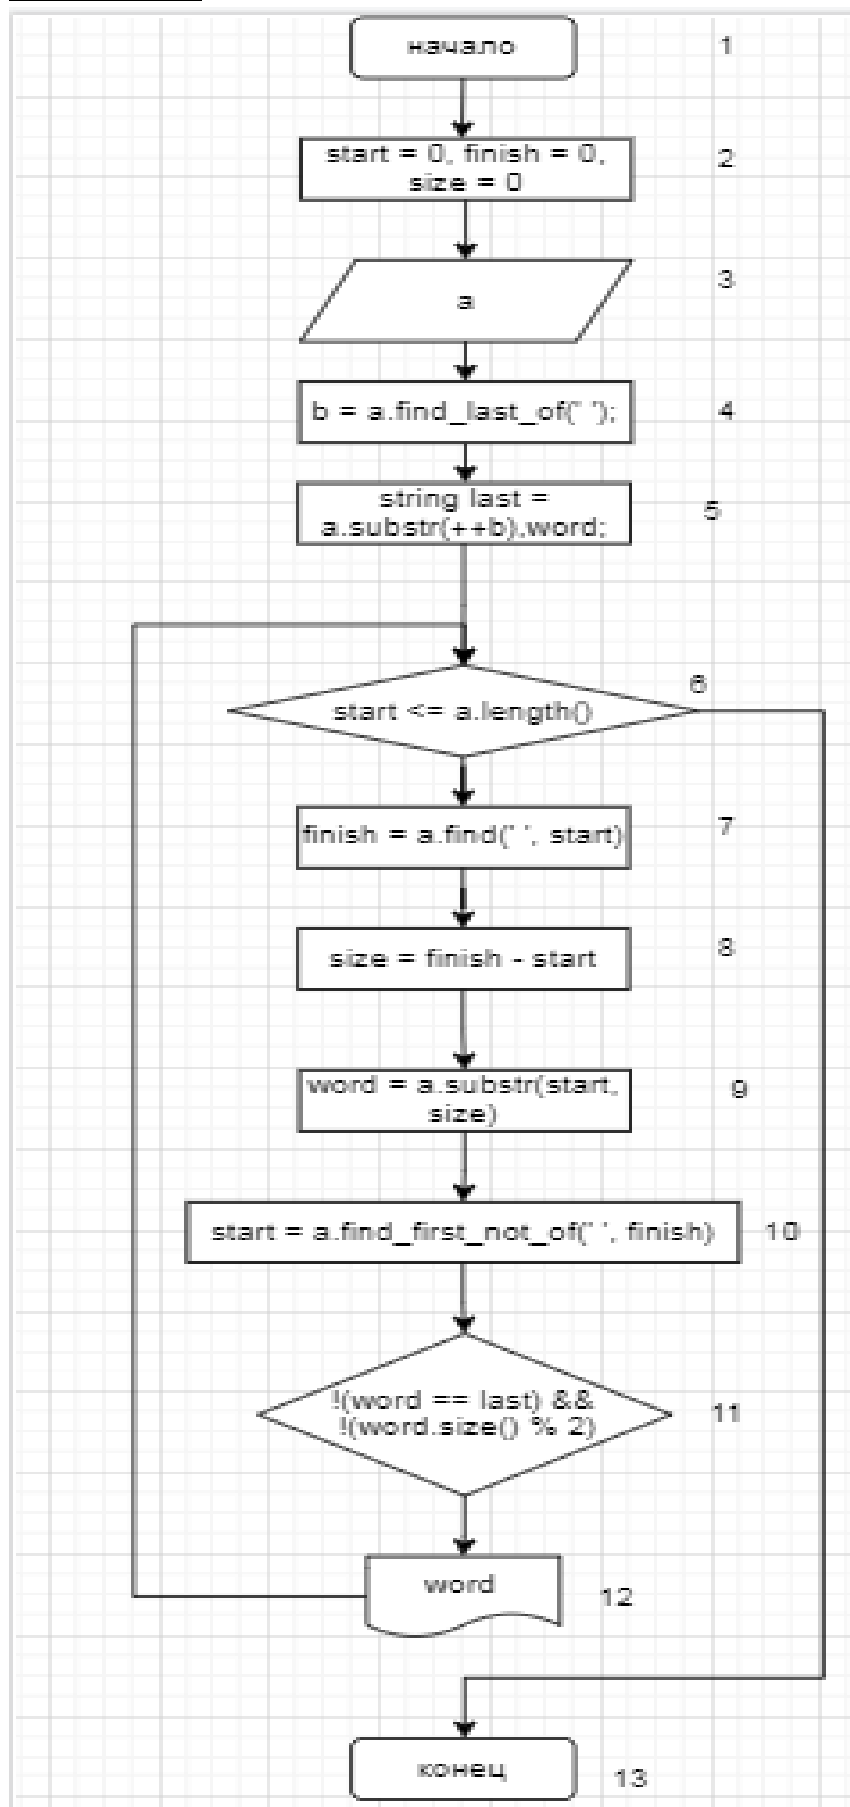 начало
1
start = 0, finish = 0,
size = 0
2
a
3
b = a.find_last_of(' ');
4
string last =
a.substr(++b),word;
5
6
start <= a.length()
finish = a.find(' ', start)
7
size = finish - start
8
word = a.substr(start,
size)
9
start = a.find_first_not_of(' ', finish)
10
!(word == last) &&
!(word.size() % 2)
11
word
12
конец
13